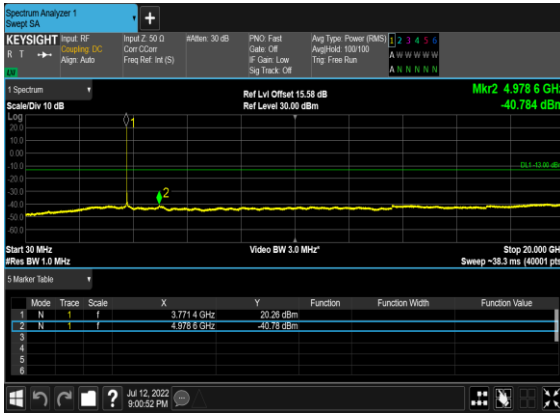 Spectrum Analyzer 1
Swept SA
+
KEYSIGHT Input: RF Input Z: 50 Ω #Atten: 30 dB PNO: Fast Avg Type: Power (RMS) 1 2 3 4 5 6
R T Coupling: DC Corr CCorr Gate: Off Avg|Hold: 100/100 A W W W W W
Align: Auto Freq Ref: Int (S) IF Gain: Low Trig: Free Run
Sig Track: Off A N N N N N
1 Spectrum Ref Lvl Offset 15.58 dB Mkr2 4.978 6 GHz
Scale/Div 10 dB Ref Level 30.00 dBm -40.784 dBm
Log
20.0
10.0
0.00
-10.0
-20.0
-30.0
-40.0
-50.0
-60.0
1
2
DL1 -13.00 dBm
Start 30 MHz Video BW 3.0 MHz* Stop 20.000 GHz
#Res BW 1.0 MHz Sweep ~38.3 ms (40001 pts)
5 Marker Table
Mode Trace Scale X Y Function Function Width Function Value
1 N 1 f 3.771 4 GHz 20.26 dBm
2 N 1 f 4.978 6 GHz -40.78 dBm
3
4
5
6
? Jul 12, 2022
9:00:52 PM